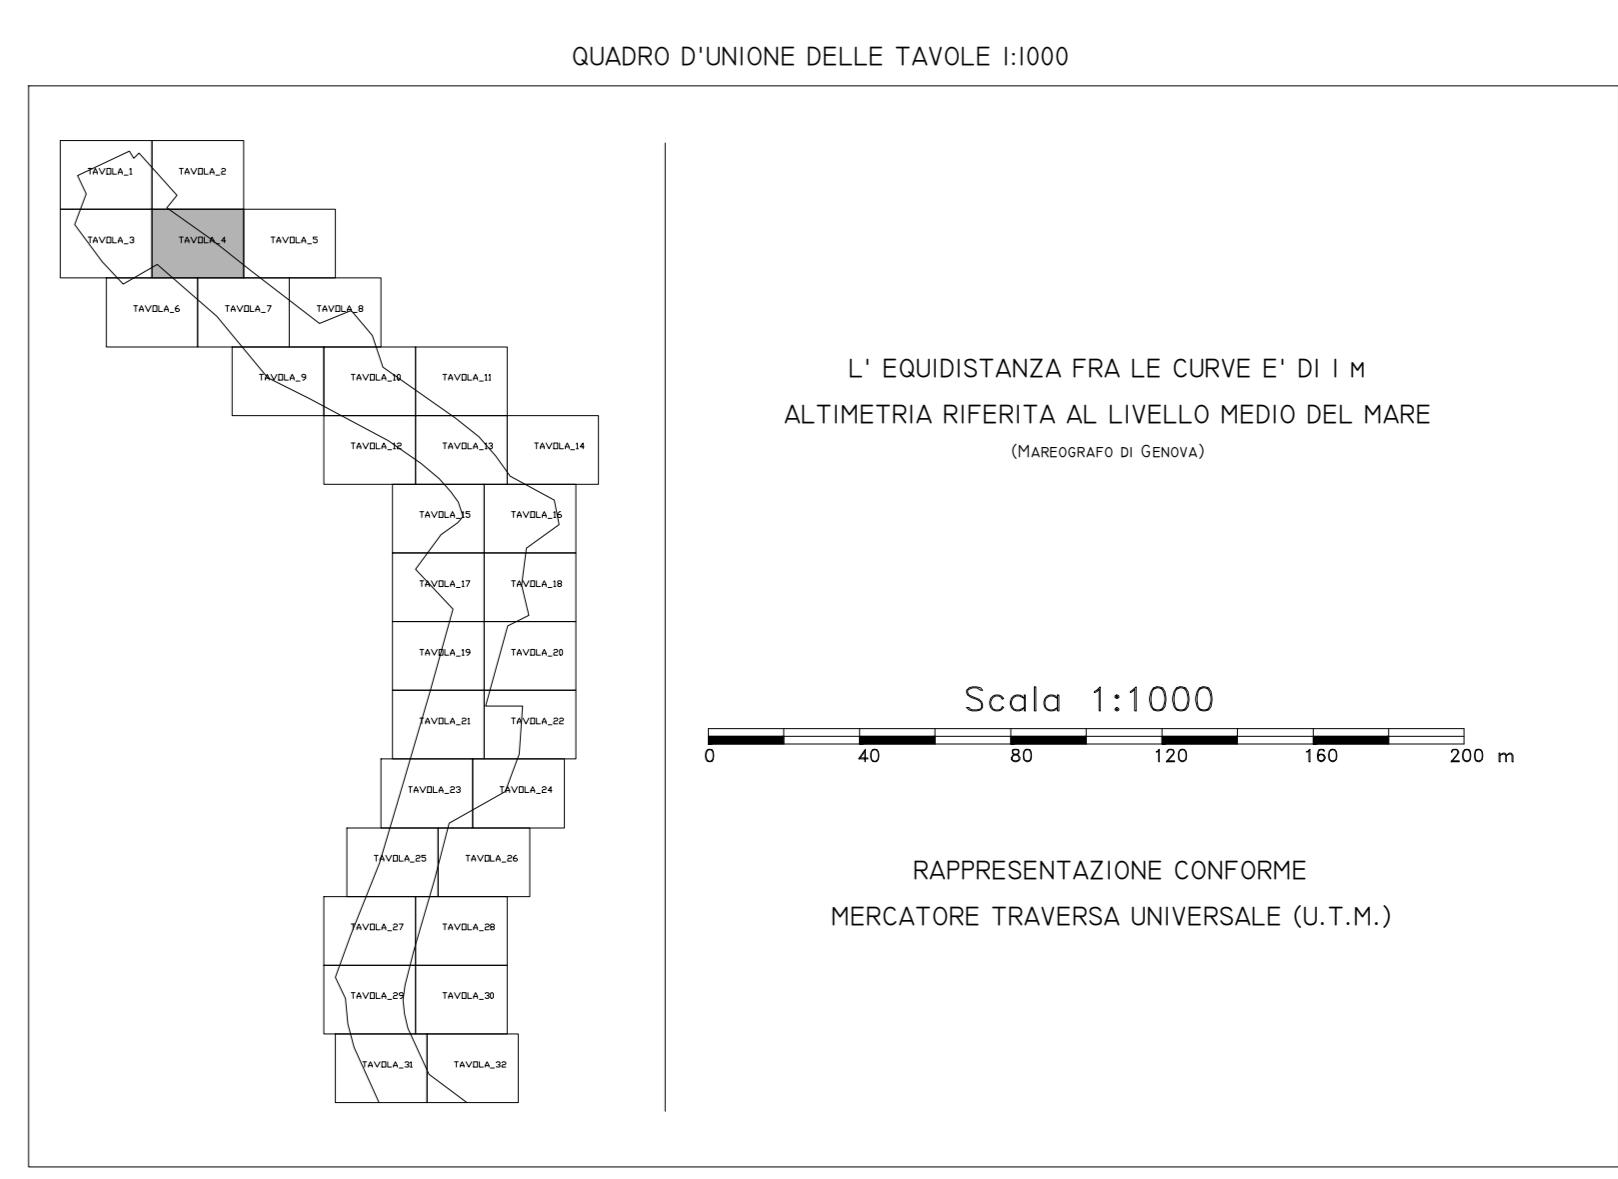 QUADRO D'UNIONE DELLE TAVOLE 1:1000
TAVOLA_1 TAVOLA_2
TAVOLA_3 TAVOLA_4 TAVOLA_5
TAVOLA_6 TAVOLA_7 TAVOLA_8
TAVOLA_9 TAVOLA_10 TAVOLA_11
TAVOLA_12 TAVOLA_13 TAVOLA_14
TAVOLA_15 TAVOLA_16
TAVOLA_17 TAVOLA_18
TAVOLA_19 TAVOLA_20
TAVOLA_21 TAVOLA_22
TAVOLA_23 TAVOLA_24
TAVOLA_25 TAVOLA_26
TAVOLA_27 TAVOLA_28
TAVOLA_29 TAVOLA_30
TAVOLA_31 TAVOLA_32
L' EQUIDISTANZA FRA LE CURVE E' DI 1 M
ALTIMETRIA RIFERITA AL LIVELLO MEDIO DEL MARE
(MAREOGRAFO DI GENOVA)
Scala 1:1000
0 40 80 120 160 200 m
RAPPRESENTAZIONE CONFORME
MERCATORE TRAVERSA UNIVERSALE (U.T.M.)